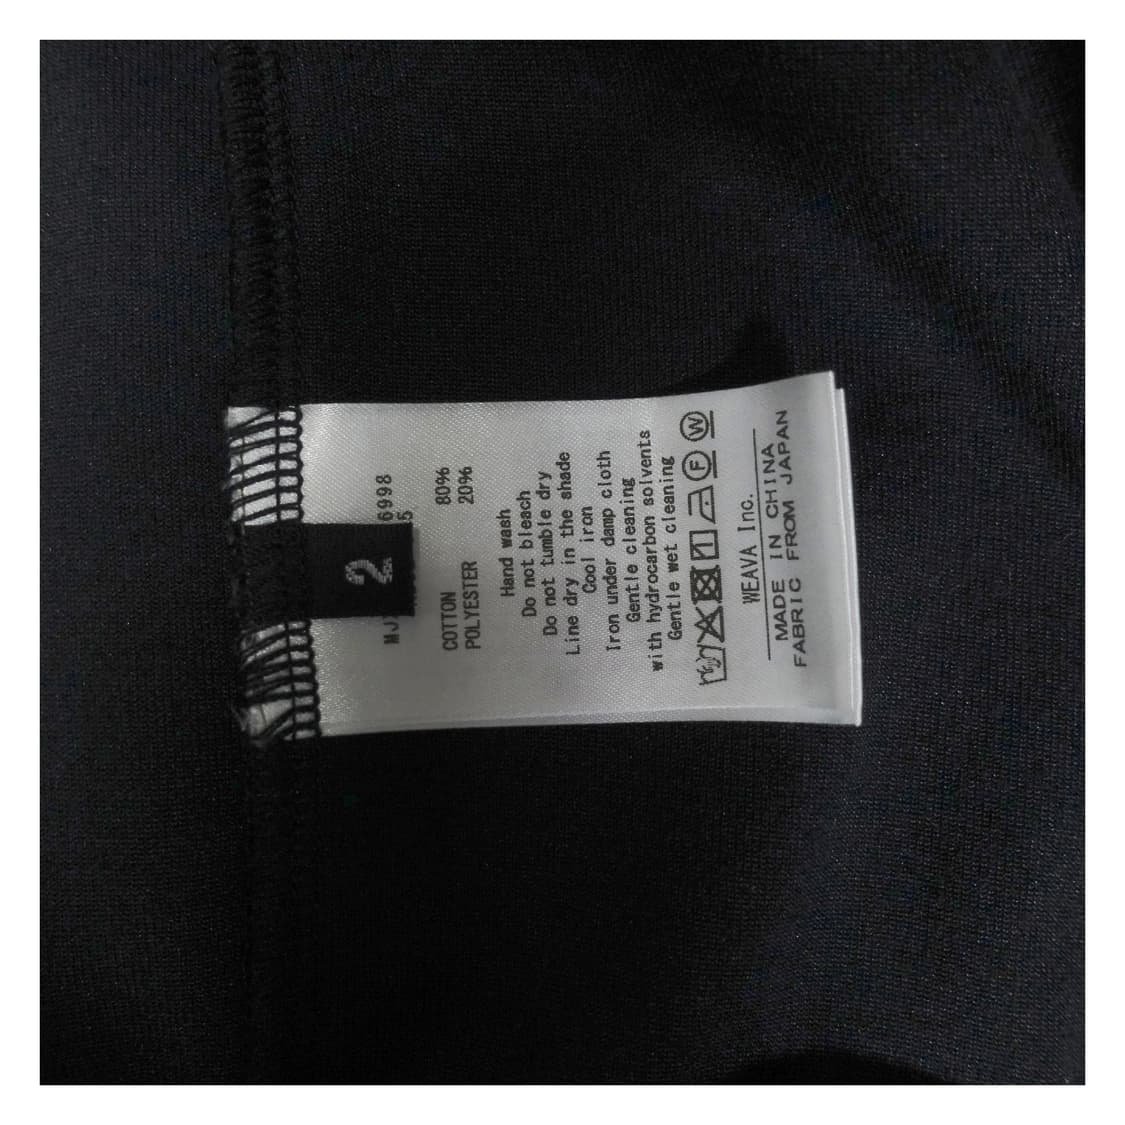 2
6998
5
COTTON 80%
POLYESTER 20%
Hand wash
Do not bleach
Do not tumble dry
Line dry in the shade
Cool iron
Iron under damp cloth
Gentle cleaning
with hydrocarbon solvents
Gentle wet cleaning
F W
WEAVA Inc.
MADE IN CHINA
FABRIC FROM JAPAN